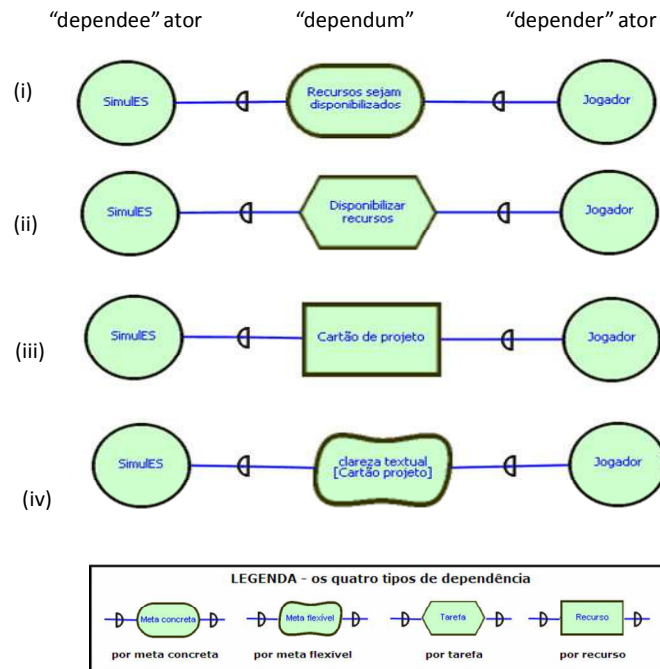 “dependee” ator “dependum” “depender” ator
(i)
SimulES
Recursos sejam
disponibilizados
Jogador
(ii)
SimulES
Disponibilizar
recursos
Jogador
(iii)
SimulES
Cartão de projeto
Jogador
(iv)
SimulES
clareza textual
[Cartão projeto]
Jogador
LEGENDA - os quatro tipos de dependência
Meta concreta
Meta flexível
Tarefa
Recurso
por meta concreta
por meta flexivel
por tarefa
por recurso